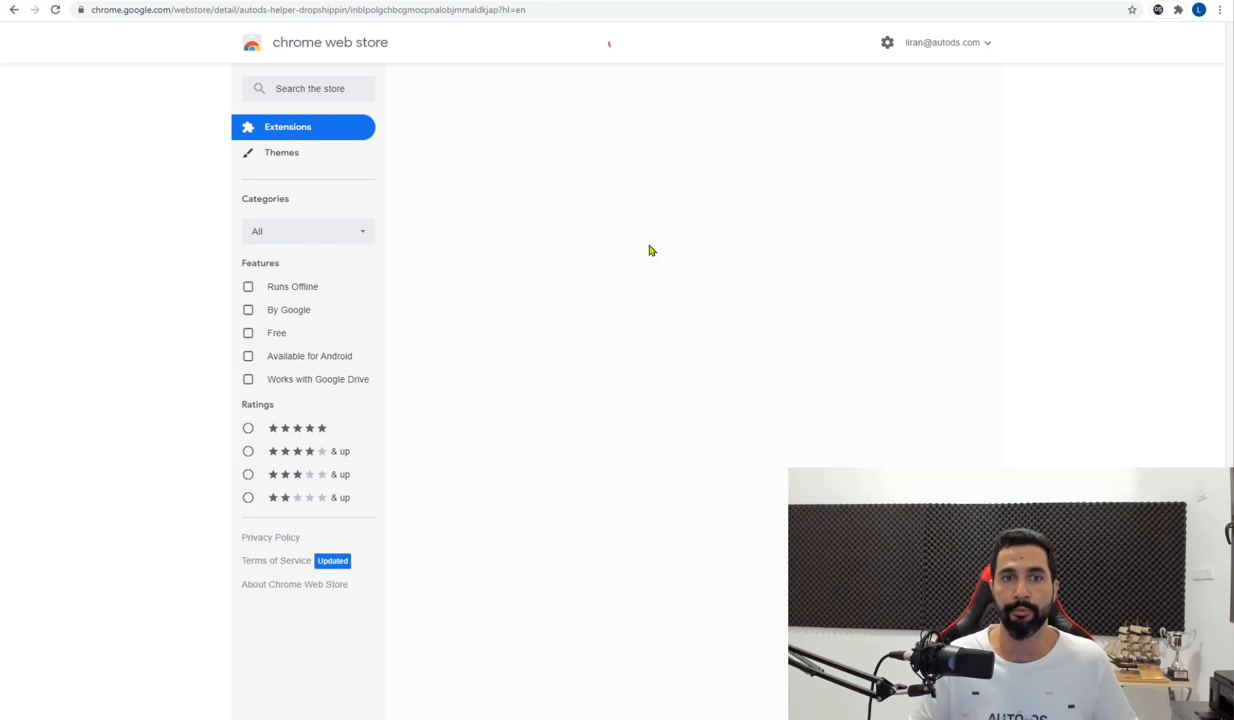 chrome.google.com/webstore/detail/autods-helper-dropshippin/inblpolgchbcgmocpnalobjmmaldkjap?hl=en
L
chrome web store
liran@autods.com
Search the store
Extensions
Themes
Categories
All
Features
Runs Offline
By Google
Free
Available for Android
Works with Google Drive
Ratings
& up
& up
& up
Privacy Policy
Terms of Service Updated
About Chrome Web Store